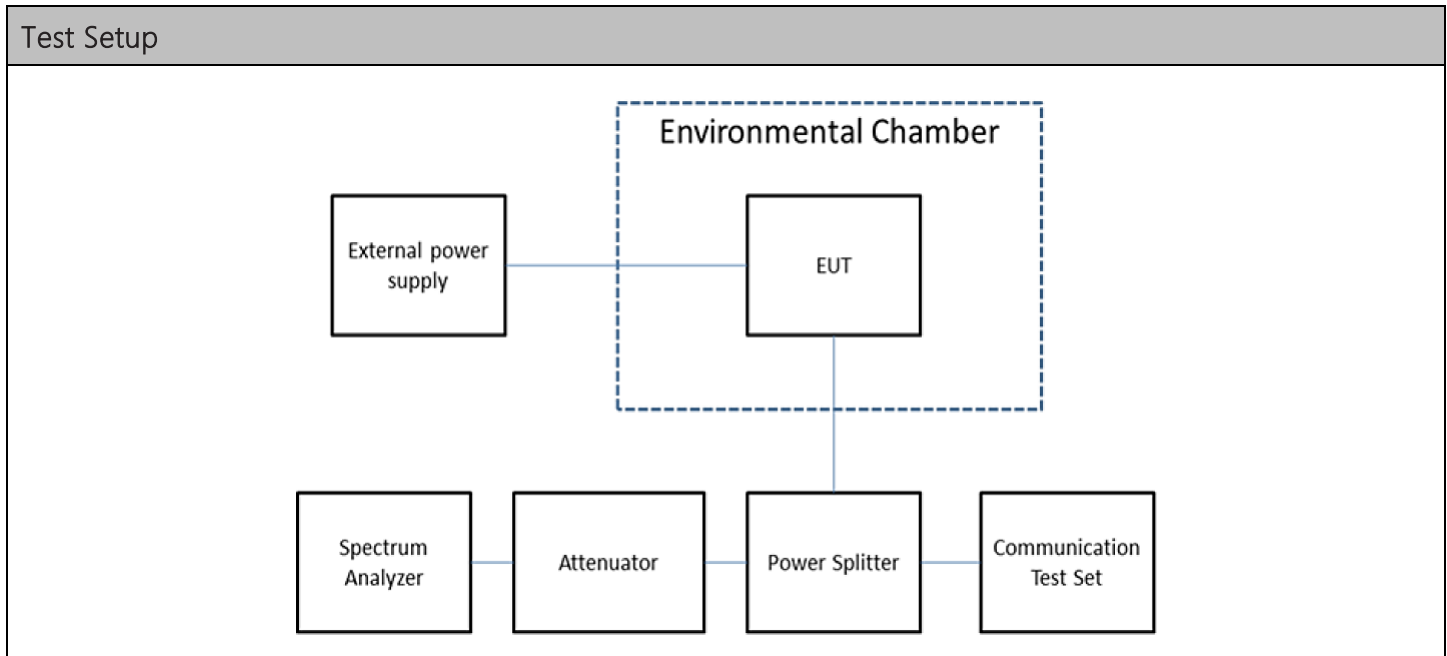 Test Setup
Environmental Chamber
External power
supply
EUT
Spectrum
Analyzer
Attenuator
Power Splitter
Communication
Test Set